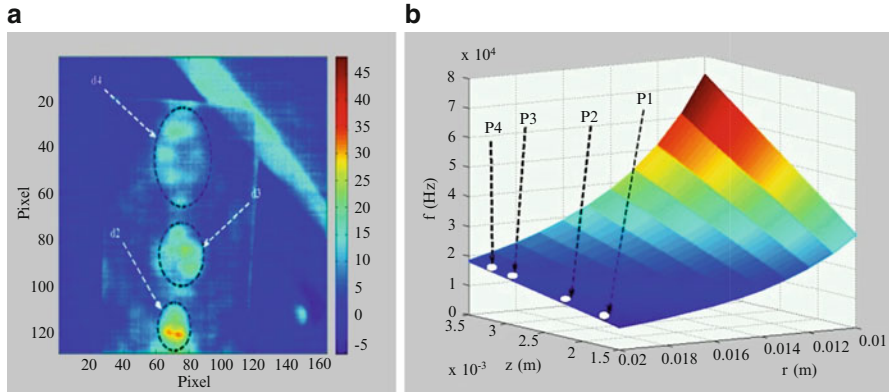 a
d4
d3
d2
Pixel
20
40
60
80
100
120
20 40 60 80 100 120 140 160
Pixel
45
40
35
30
25
20
15
10
5
0
-5
b
x 10⁴
8
7
6
5
4
3
2
1
0
f (Hz)
P4
P3
P2
P1
3.5
3
2.5
2
1.5
x 10⁻³
z (m)
0.02
0.018
0.016
0.014
0.012
0.01
r (m)